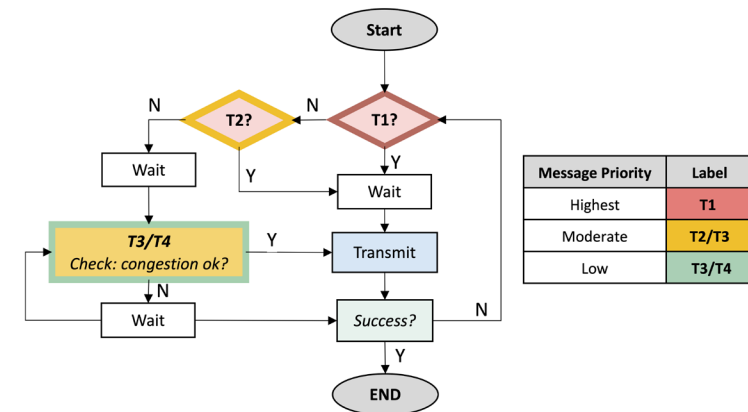 Start
N
N
T2?
T1?
Y
Y
Wait
Wait
T3/T4
Check: congestion ok?
Y
Transmit
N
Wait
Success?
N
Y
END
Message Priority Label
Highest T1
Moderate T2/T3
Low T3/T4